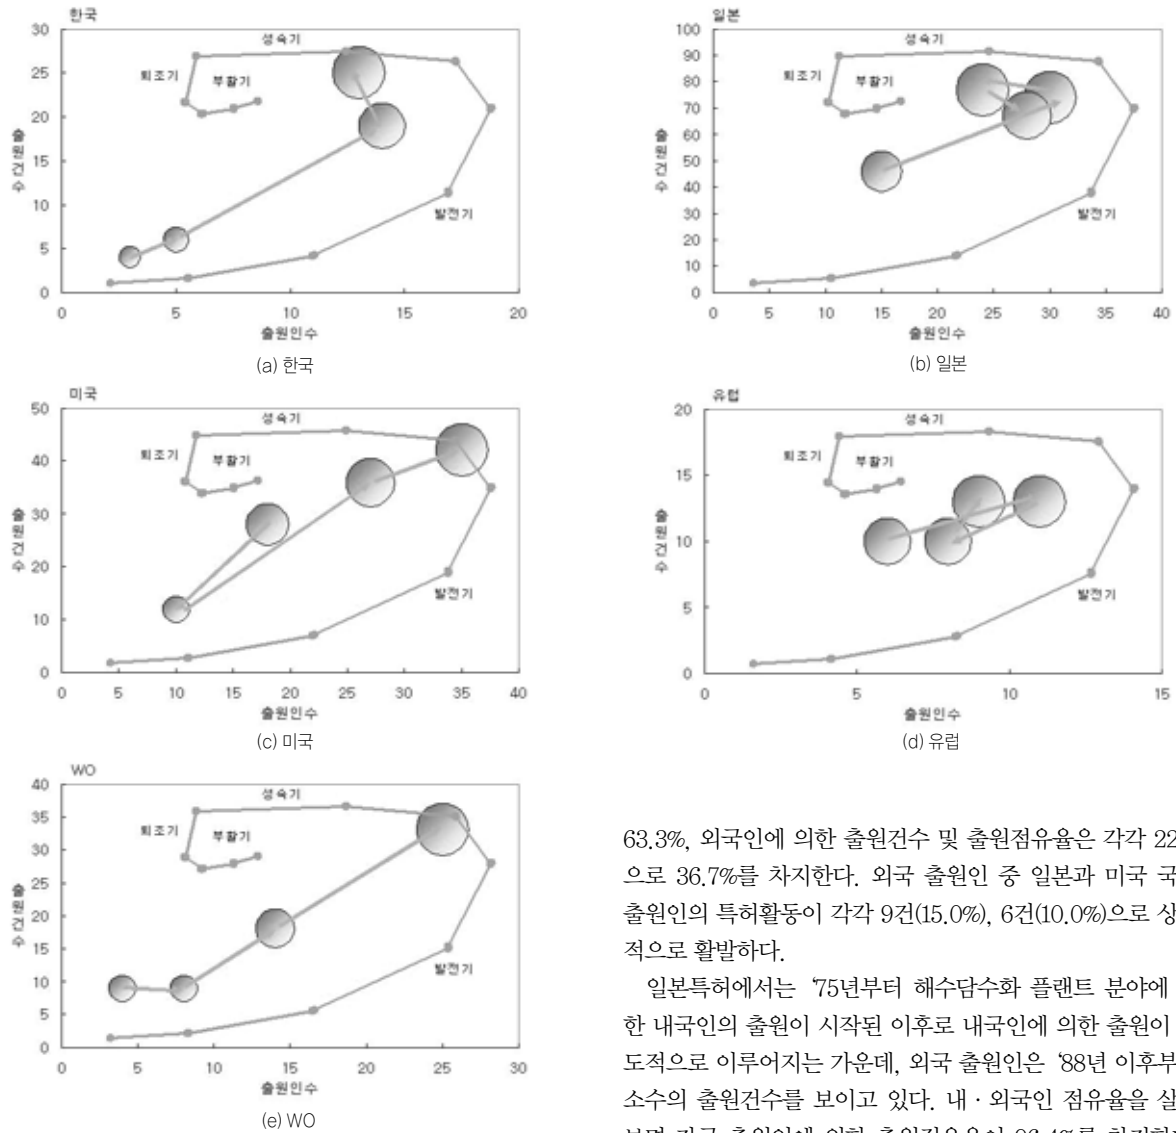 한국
30
25
20
15
10
5
0
출원건수
성숙기
퇴조기
부활기
발전기
0 5 10 15 20
출원인수
(a) 한국
일본
100
90
80
70
60
50
40
30
20
10
0
출원건수
성숙기
퇴조기
부활기
발전기
0 5 10 15 20 25 30 35 40
출원인수
(b) 일본
미국
50
40
30
20
10
0
출원건수
성숙기
퇴조기
부활기
발전기
0 5 10 15 20 25 30 35 40
출원인수
(c) 미국
유럽
20
15
10
5
0
출원건수
성숙기
퇴조기
부활기
발전기
0 5 10 15
출원인수
(d) 유럽
WO
40
35
30
25
20
15
10
5
0
출원건수
성숙기
퇴조기
부활기
발전기
0 5 10 15 20 25 30
출원인수
(e) WO
63.3%, 외국인에 의한 출원건수 및 출원점유율은 각각 22
으로 36.7%를 차지한다. 외국 출원인 중 일본과 미국 국
출원인의 특허활동이 각각 9건(15.0%), 6건(10.0%)으로 상
적으로 활발하다.
일본특허에서는 '75년부터 해수담수화 플랜트 분야에
한 내국인의 출원이 시작된 이후로 내국인에 의한 출원이
도적으로 이루어지는 가운데, 외국 출원인은 '88년 이후부
소수의 출원건수를 보이고 있다. 내·외국인 점유율을 살